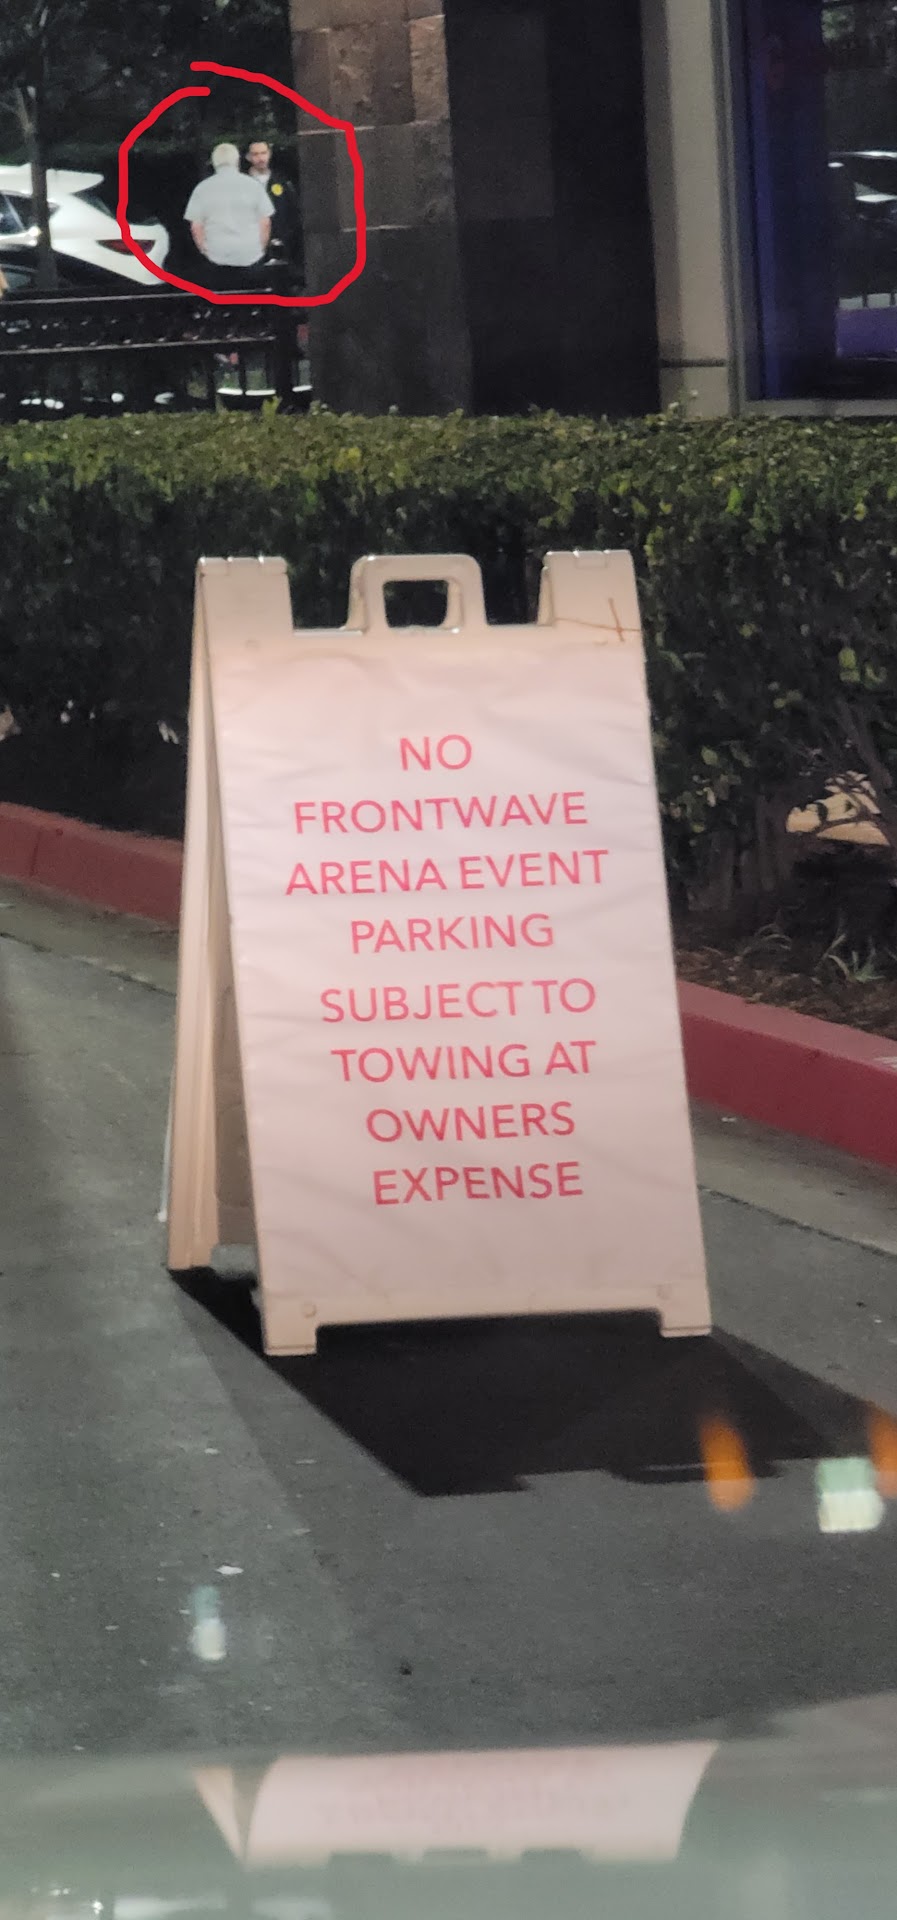 NO
FRONTWAVE
ARENA EVENT
PARKING
SUBJECT TO
TOWING AT
OWNERS
EXPENSE